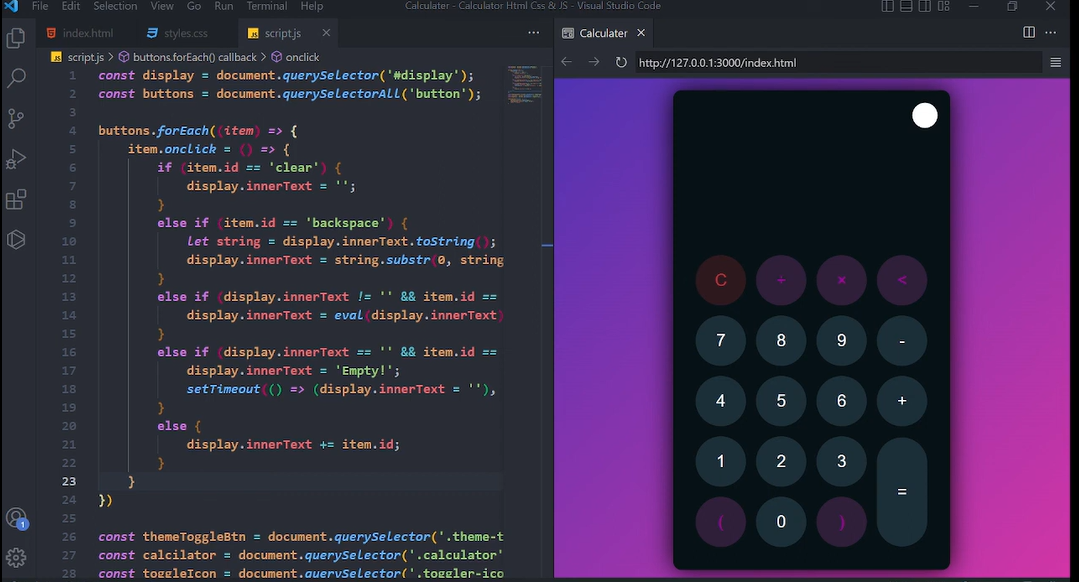 File Edit Selection View Go Run Terminal Help
Calculater - Calculator Html Css & JS - Visual Studio Code
index.html styles.css script.js
script.js > buttons.forEach() callback > onclick
1 const display = document.querySelector('#display');
2 const buttons = document.querySelectorAll('button');
3
4 buttons.forEach((item) => {
5 item.onclick = () => {
6 if (item.id == 'clear') {
7 display.innerText = '';
8 }
9 else if (item.id == 'backspace') {
10 let string = display.innerText.toString();
11 display.innerText = string.substr(0, string
12 }
13 else if (display.innerText != '' && item.id ==
14 display.innerText = eval(display.innerText)
15 }
16 else if (display.innerText == '' && item.id ==
17 display.innerText = 'Empty!';
18 setTimeout(() => (display.innerText = ''),
19 }
20 else {
21 display.innerText += item.id;
22 }
23 }
24 })
25
26 const themeToggleBtn = document.querySelector('.theme-t
27 const calcilator = document.querySelector('.calculator'
28 const toggleIcon = document.querySelector('.toggler-ico
1
Calculater
http://127.0.0.1:3000/index.html
C ÷ × <
7 8 9 -
4 5 6 +
1 2 3
=
( 0 )